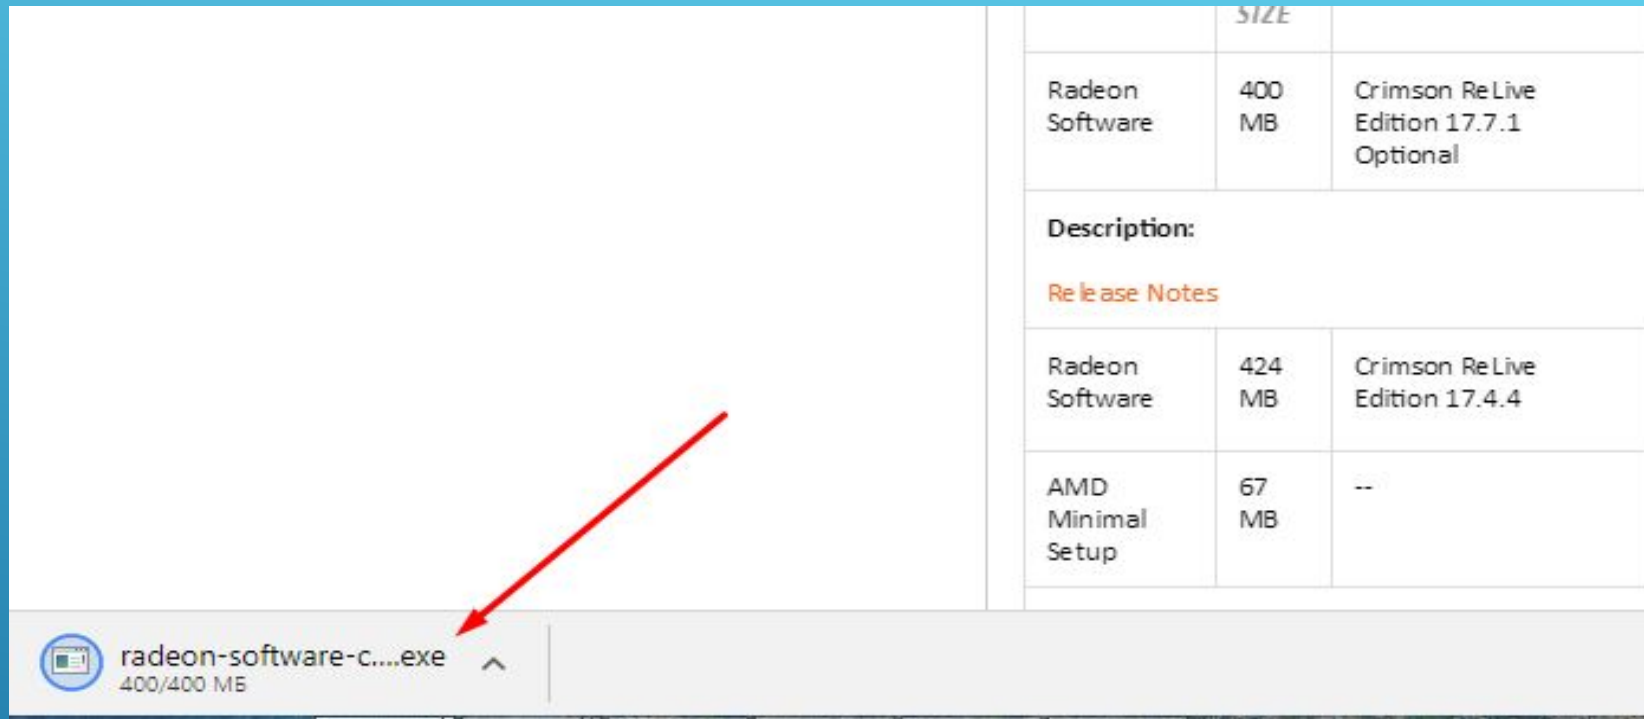 SIZE
Radeon
Software
400
MB
Crimson ReLive
Edition 17.7.1
Optional
Description:
Release Notes
Radeon
Software
424
MB
Crimson ReLive
Edition 17.4.4
AMD
Minimal
Setup
67
MB
--
radeon-software-c....exe
400/400 МБ